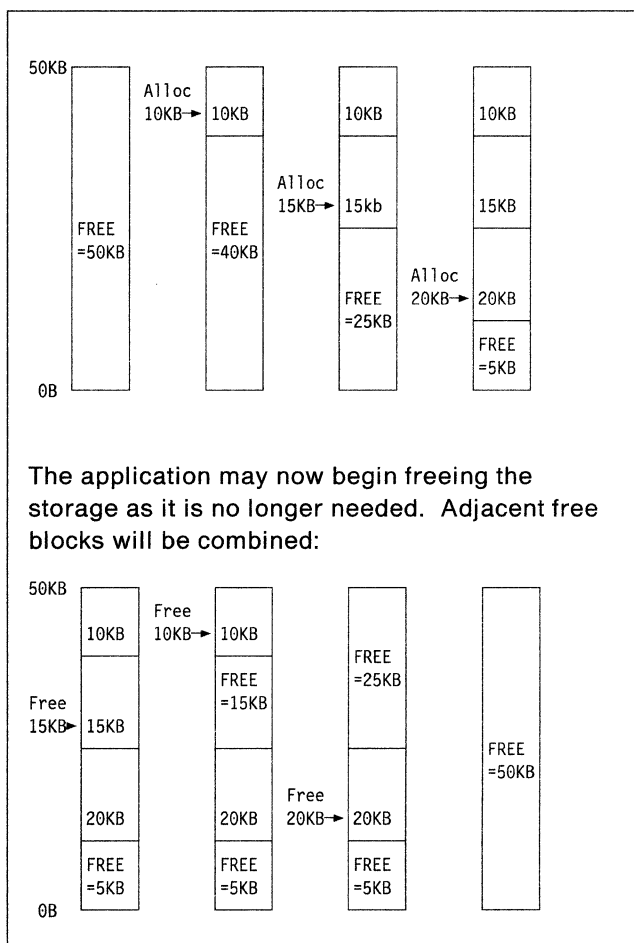 50KB
Alloc
10KB 10KB 10KB 10KB
Alloc
15KB 15kb 15KB
FREE
=50KB
FREE
=40KB
Alloc
20KB 20KB
FREE
=25KB
FREE
=5KB
0B
The application may now begin freeing the
storage as it is no longer needed. Adjacent free
blocks will be combined:
50KB
Free
10KB 10KB 10KB
FREE
=25KB
FREE
=15KB
Free
15KB 15KB
FREE
=50KB
Free
20KB 20KB 20KB 20KB
FREE
=5KB
FREE
=5KB
FREE
=5KB
0B